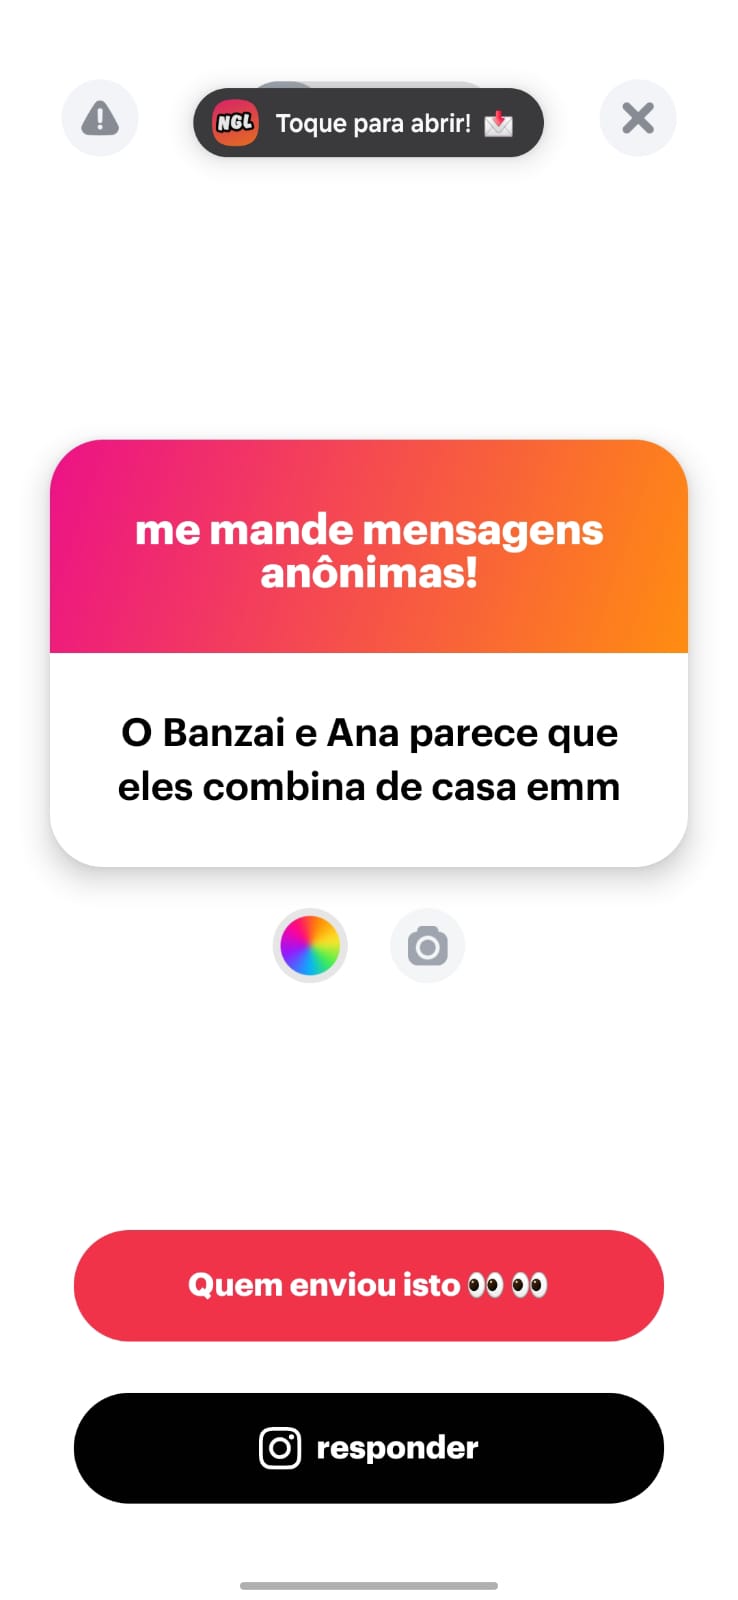 NGL Toque para abrir!
me mande mensagens
anônimas!
O Banzai e Ana parece que
eles combina de casa emm
Quem enviou isto👀👀
responder